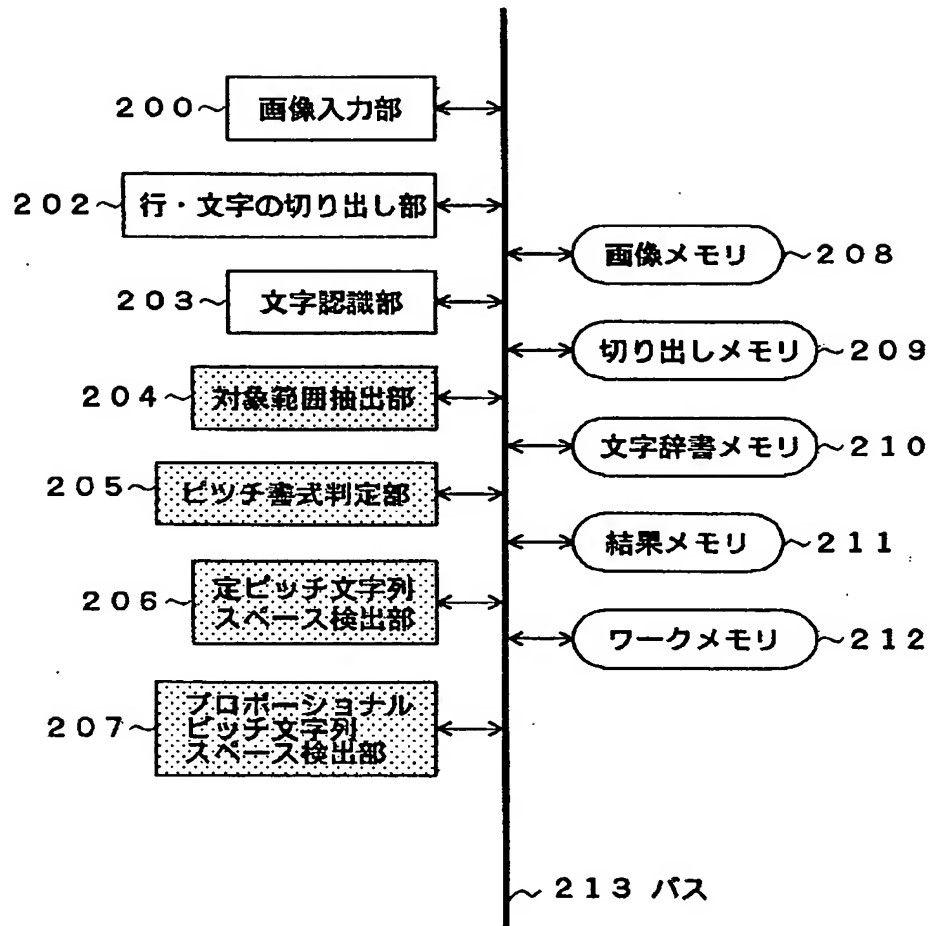 200 画像入力部
202 行・文字の切り出し部
203 文字認識部
204 対象範囲抽出部
205 ピッチ書式判定部
206 定ピッチ文字列
スペース検出部
207 プロポーショナル
ピッチ文字列
スペース検出部
画像メモリ 208
切り出しメモリ 209
文字辞書メモリ 210
結果メモリ 211
ワークメモリ 212
213 バス